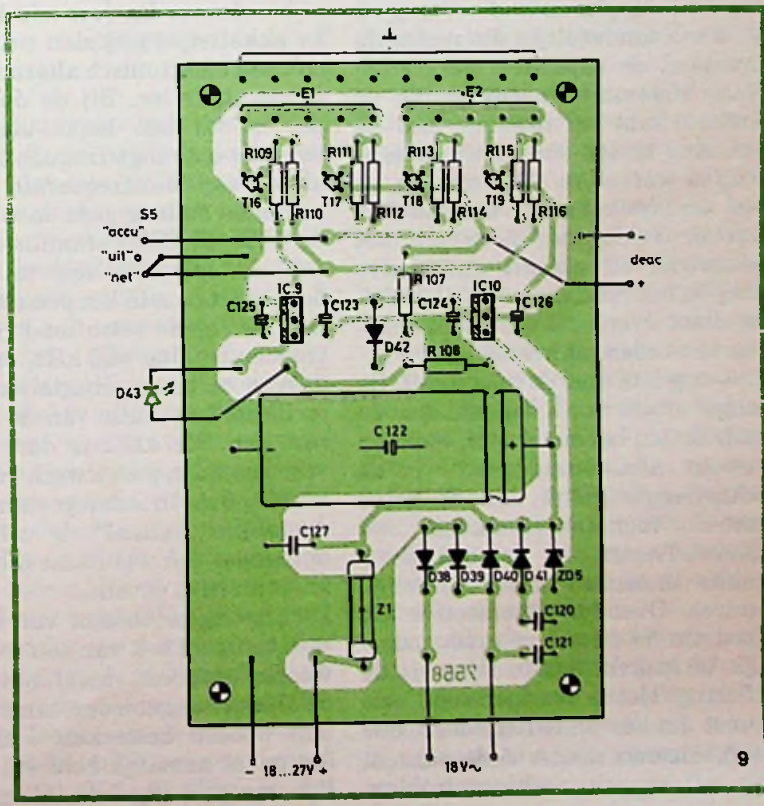 ⊥
E1 E2
R109 R111 R113 R115
T16 T17 T18 T19
R110 R112 R114 R116
S5
"accu"
"uit"
"net"
deac
+
R107
IC9 IC10
C125 C123 C124 C126
D42
R108
D43
C122
− +
C127
D38 D39 D40 D41 ZD5
Z1
C120
C121
7558
− 18...27V + 18V~
9